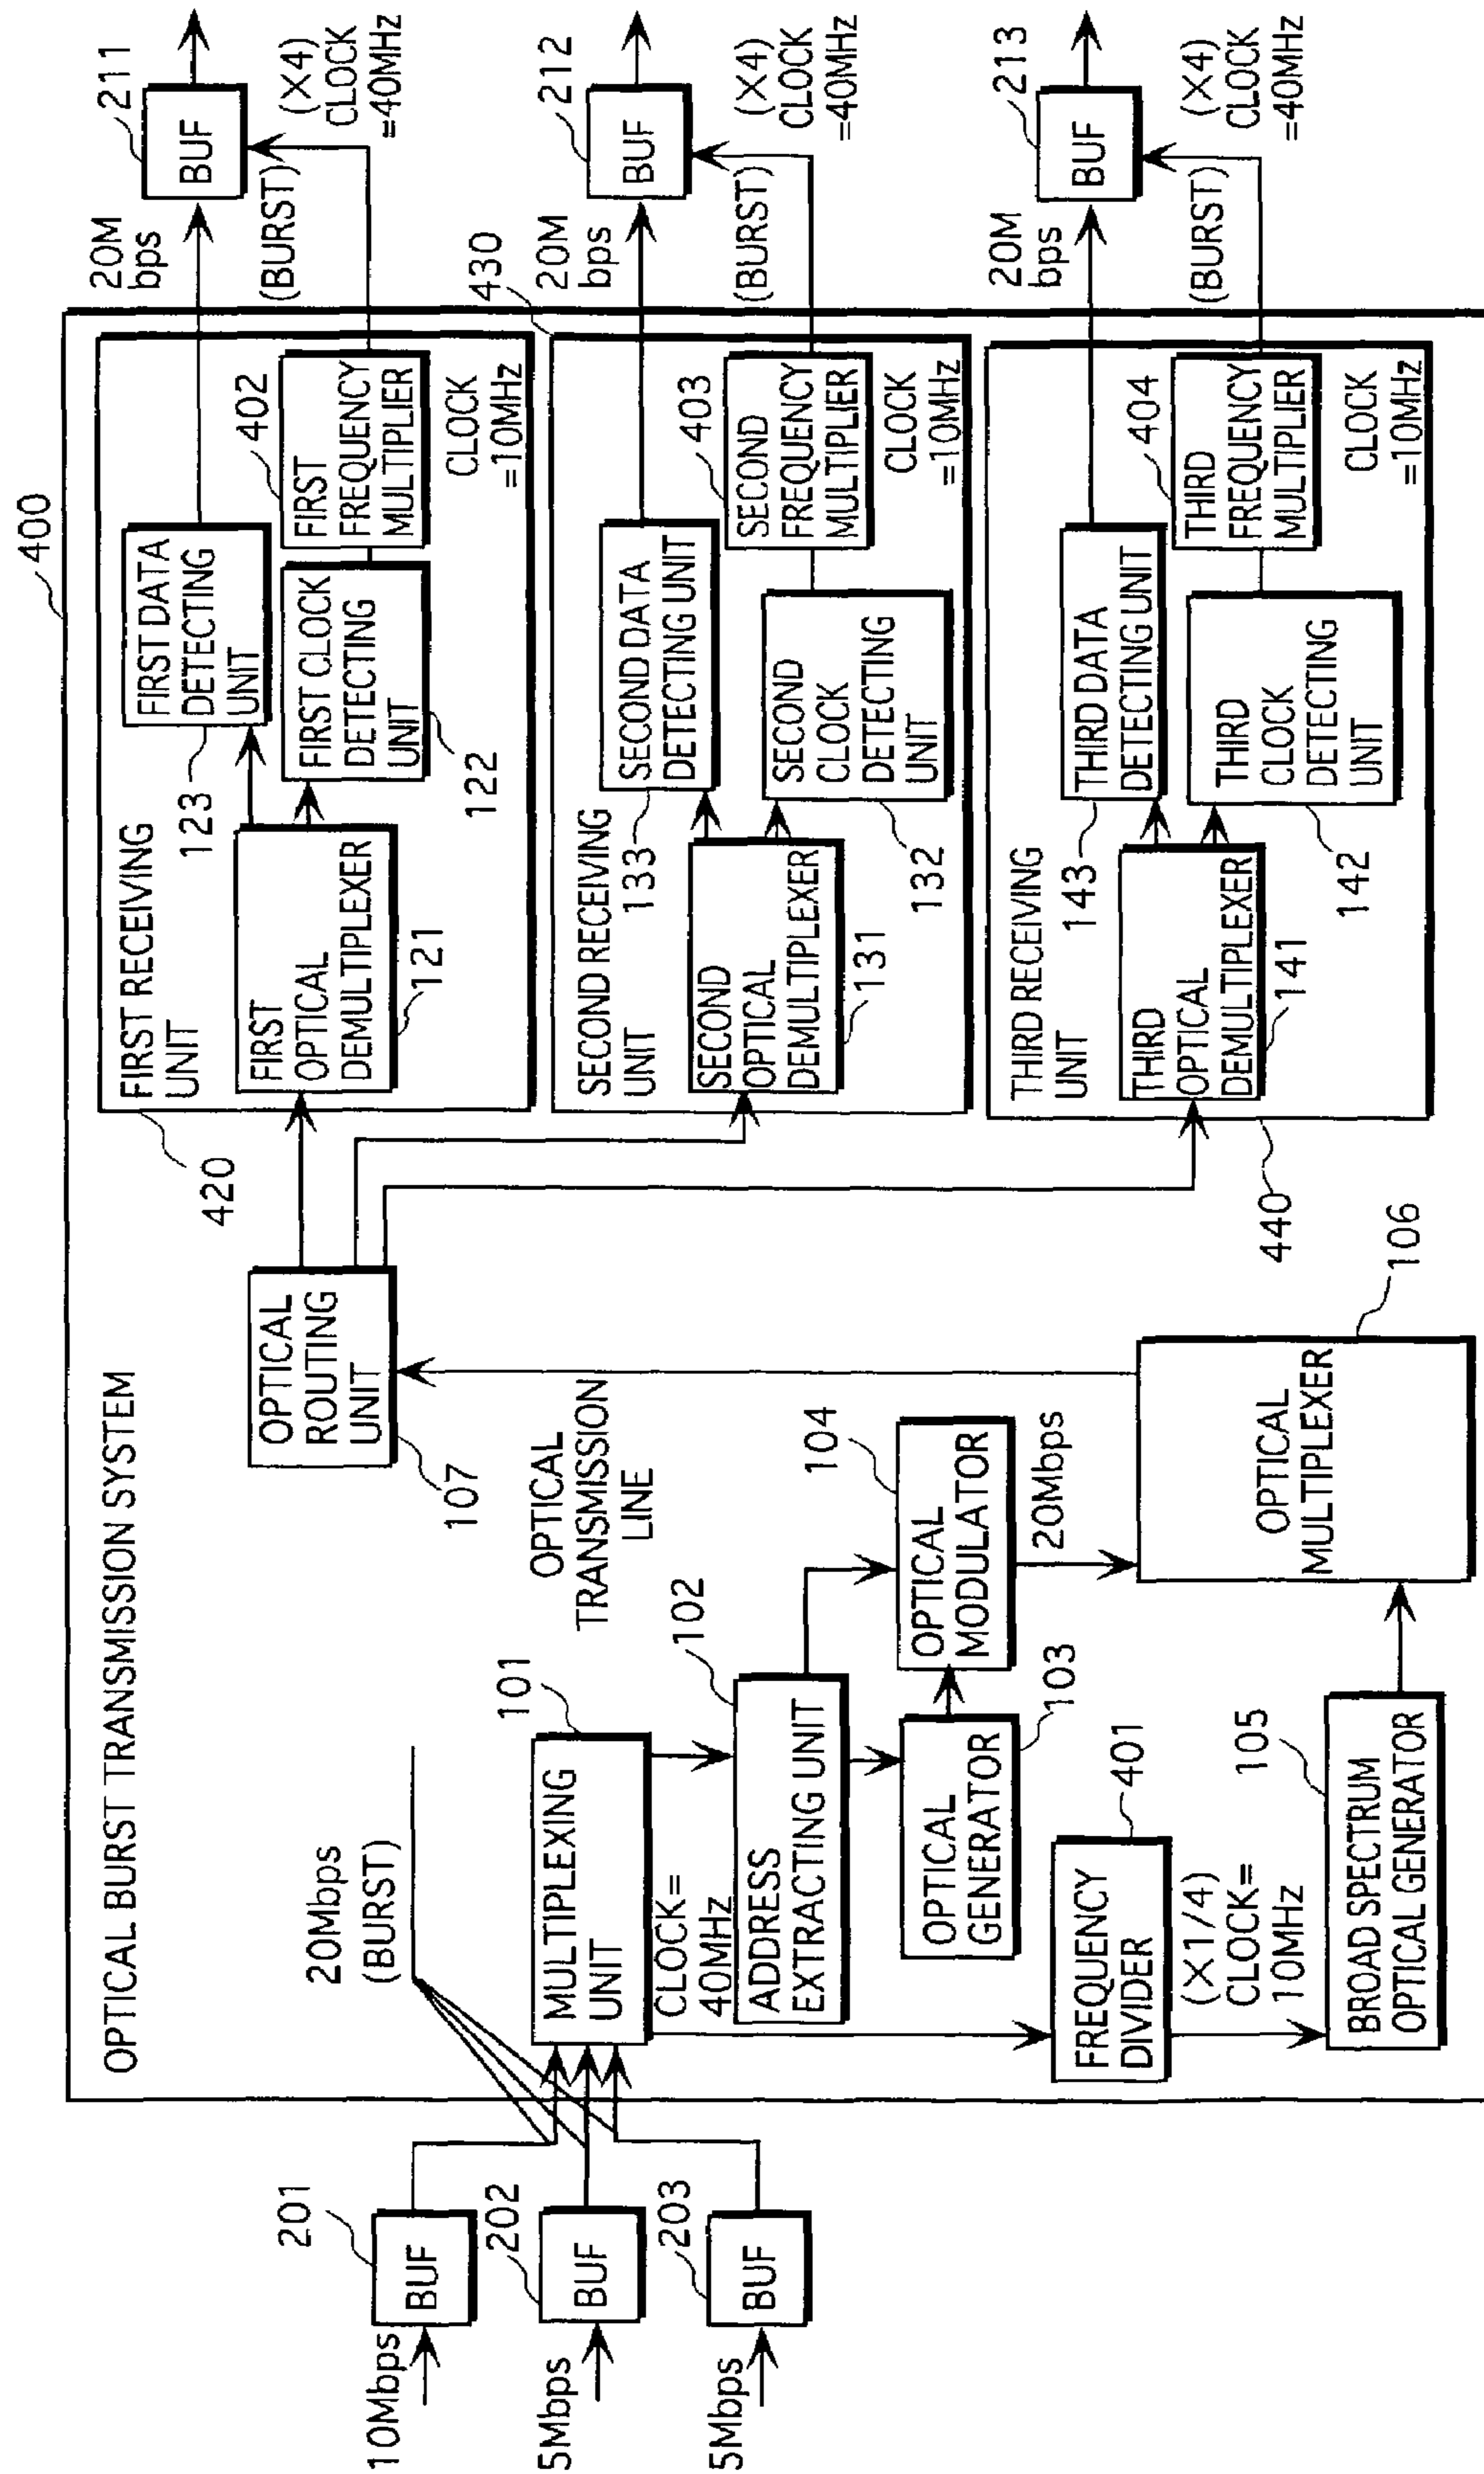 400
OPTICAL BURST TRANSMISSION SYSTEM
10Mbps
201
BUF
5Mbps
202
BUF
5Mbps
203
BUF
20Mbps
(BURST)
101
MULTIPLEXING
UNIT
CLOCK=
40MHz
102
ADDRESS
EXTRACTING UNIT
OPTICAL
GENERATOR
103
104
OPTICAL
MODULATOR
20Mbps
401
FREQUENCY
DIVIDER
(×1/4)
CLOCK=
10MHz
105
BROAD SPECTRUM
OPTICAL GENERATOR
106
OPTICAL
MULTIPLEXER
OPTICAL
TRANSMISSION
LINE
OPTICAL
ROUTING
UNIT
107
420
FIRST RECEIVING
UNIT
FIRST
OPTICAL
DEMULTIPLEXER
121
123
FIRST DATA
DETECTING
UNIT
FIRST CLOCK
DETECTING
UNIT
122
402
FIRST
FREQUENCY
MULTIPLIER
CLOCK
=10MHz
20M
bps
(BURST)
211
BUF
(×4)
CLOCK
=40MHz
430
SECOND RECEIVING
UNIT
SECOND
OPTICAL
DEMULTIPLEXER
131
133
SECOND DATA
DETECTING UNIT
SECOND
CLOCK
DETECTING
UNIT
132
403
SECOND
FREQUENCY
MULTIPLIER
CLOCK
=10MHz
20M
bps
(BURST)
212
BUF
(×4)
CLOCK
=40MHz
440
THIRD RECEIVING
UNIT
THIRD
OPTICAL
DEMULTIPLEXER
141
143
THIRD DATA
DETECTING UNIT
THIRD
CLOCK
DETECTING
UNIT
142
404
THIRD
FREQUENCY
MULTIPLIER
CLOCK
=10MHz
20M
bps
(BURST)
213
BUF
(×4)
CLOCK
=40MHz